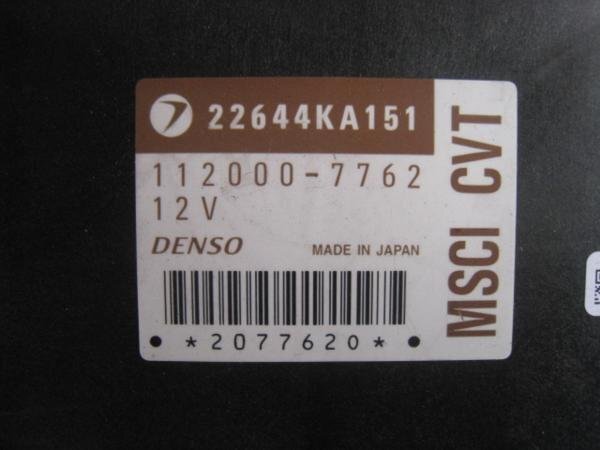 22644KA151
112000-7762
12V
DENSO MADE IN JAPAN
*2077620*
MSCI CVT